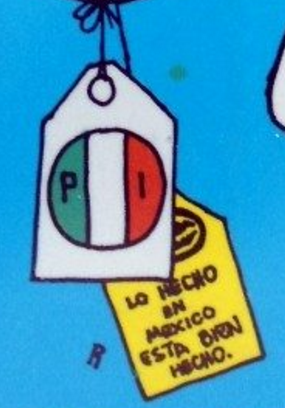 P I
LO HECHO
EN
MEXICO
ESTA BIEN
HECHO.
R